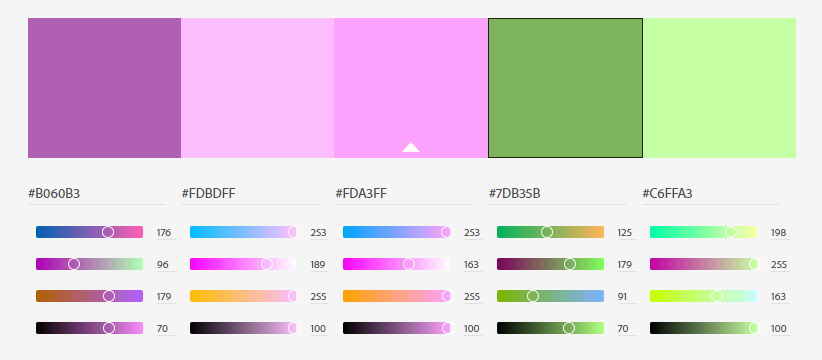 #B060B3 #FDBDFF #FDA3FF #7DB35B #C6FFA3
176 253 253 125 198
96 189 163 179 255
179 255 255 91 163
70 100 100 70 100